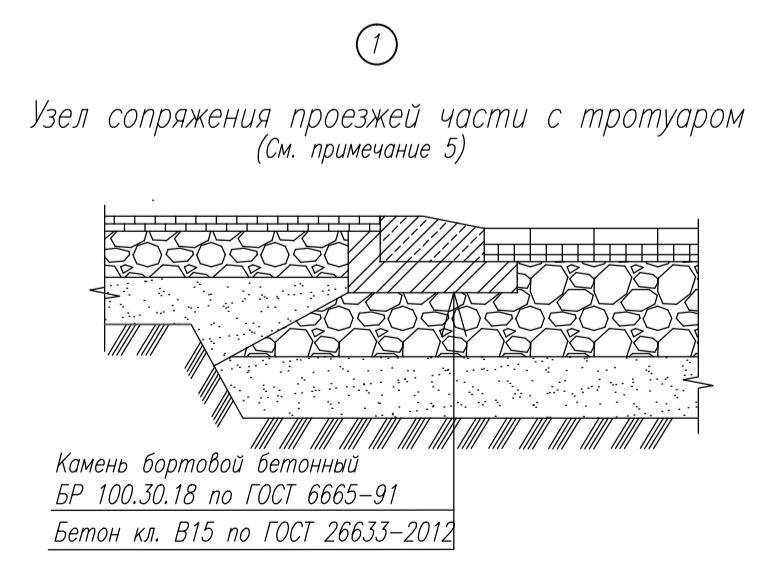 1
Узел сопряжения проезжей части с тротуаром
(См. примечание 5)
Камень бортовой бетонный
БР 100.30.18 по ГОСТ 6665-91
Бетон кл. В15 по ГОСТ 26633-2012